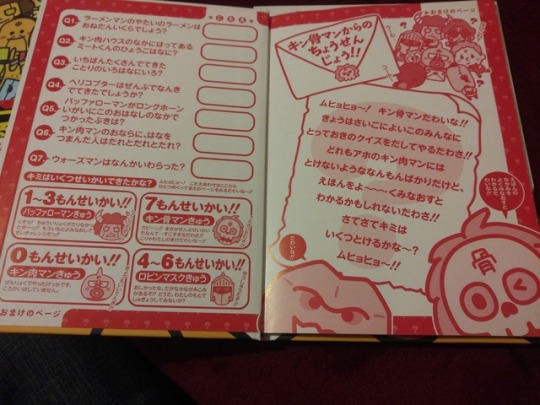 こたえ
Q1. ラーメンマンのやたいのラーメンは
おねだんいくらでしょう?
Q2. キン肉ハウスのなかにはってある
ミートくんのひょうごはなに?
Q3. いちばんたくさんでてきた
ことりのいろはなにいろ?
Q4. ヘリコプターはぜんぶでなんき
でてきたでしょうか?
Q5. バッファローマンがロングホーン
いがいにこのおはなしのなかで
つかったぶきは?
Q6. キン肉マンのおならに、はなを
つまんだ人はだれとだれとだれ?
Q7. ウォーズマンはなんかいわらった?
キミはいくつせいかいできたかな?
1~3もんせいかい!!
バッファローマンきゅう
7もんせいかい!!
キン骨マンきゅう
0もんせいかい!!
キン肉マンきゅう
4~6もんせいかい!!
ロビンマスクきゅう
おまけのページ
おまけのページ
キン骨マンからの
ちょうせん
じょう!!
ムヒョヒョ~! キン骨マンだわいな!!
きょうはさいごによいこのみんなに
とっておきのクイズをだしてやるだわさ!!
どれもアホのキン肉マンには
とけないようななんもんばかりだけど、
えほんをよ~~~くみなおすと
わかるかもしれないだわさ!!
さてさてキミは
いくつとけるかな~?
ムヒョヒョ~!!
骨